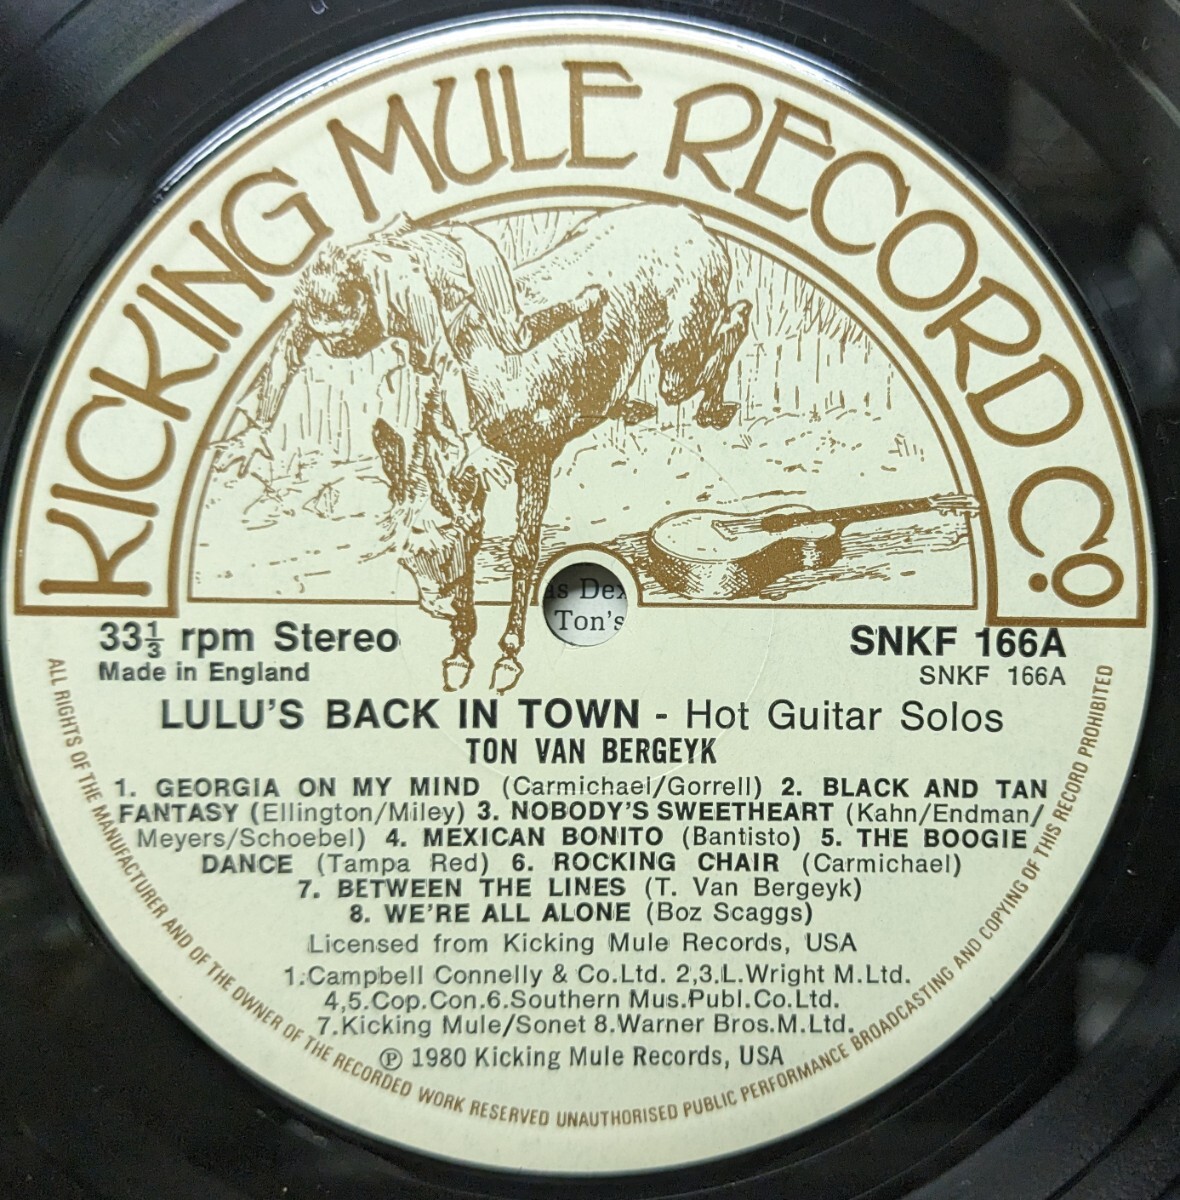 KICKING MULE RECORD Co.
33⅓ rpm Stereo
Made in England
SNKF 166A
SNKF 166A
Ton's
LULU'S BACK IN TOWN - Hot Guitar Solos
TON VAN BERGEYK
1. GEORGIA ON MY MIND (Carmichael/Gorrell) 2. BLACK AND TAN
FANTASY (Ellington/Miley) 3. NOBODY'S SWEETHEART (Kahn/Endman/
Meyers/Schoebel) 4. MEXICAN BONITO (Bantisto) 5. THE BOOGIE
DANCE (Tampa Red) 6. ROCKING CHAIR (Carmichael)
7. BETWEEN THE LINES (T. Van Bergeyk)
8. WE'RE ALL ALONE (Boz Scaggs)
Licensed from Kicking Mule Records, USA
1.Campbell Connelly & Co.Ltd. 2,3.L.Wright M.Ltd.
4,5.Cop.Con.6.Southern Mus.Publ.Co.Ltd.
7.Kicking Mule/Sonet 8.Warner Bros.M.Ltd.
℗ 1980 Kicking Mule Records, USA
ALL RIGHTS OF THE MANUFACTURER AND OF THE OWNER OF THE RECORDED WORK RESERVED UNAUTHORISED PUBLIC PERFORMANCE BROADCASTING AND COPYING OF THIS RECORD PROHIBITED